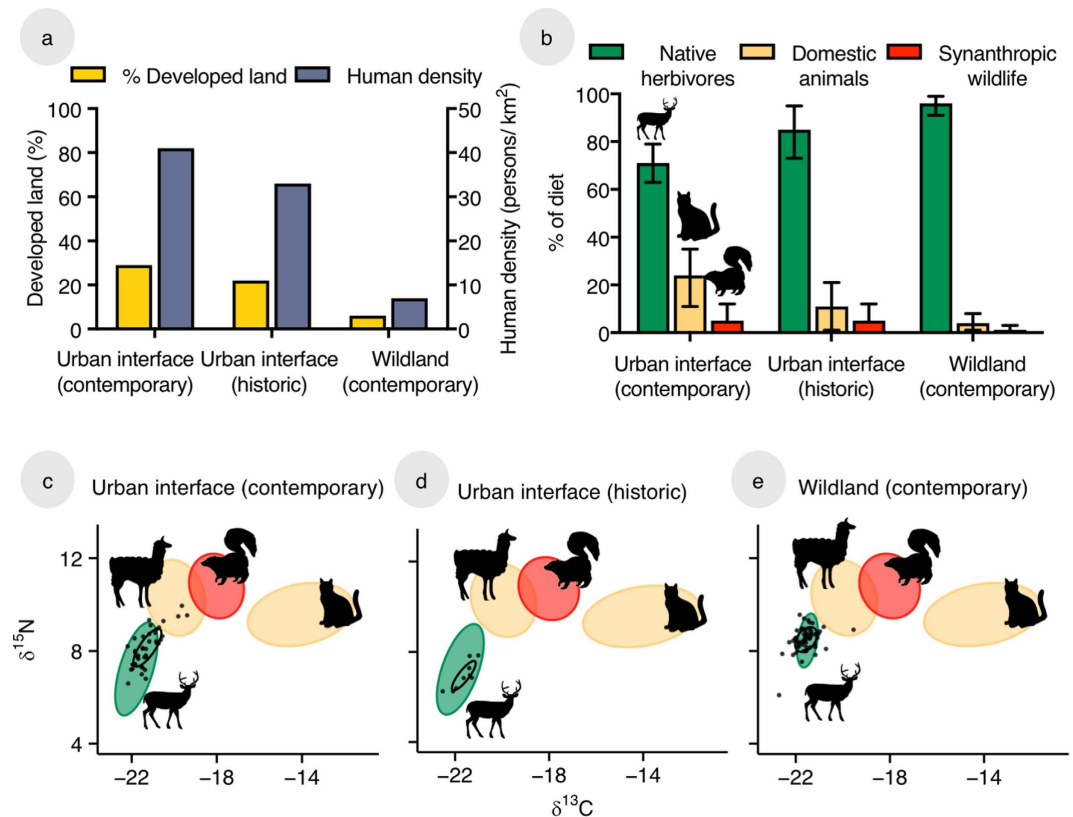 a
% Developed land
Human density
Developed land (%)
100
80
60
40
20
0
50
40
30
20
10
0
Human density (persons/ km²)
Urban interface
(contemporary)
Urban interface
(historic)
Wildland
(contemporary)
b
Native
herbivores
Domestic
animals
Synanthropic
wildlife
% of diet
100
80
60
40
20
0
Urban interface
(contemporary)
Urban interface
(historic)
Wildland
(contemporary)
c
Urban interface (contemporary)
δ¹⁵N
12
8
4
−22
−18
−14
d
Urban interface (historic)
−22
−18
−14
δ¹³C
e
Wildland (contemporary)
−22
−18
−14